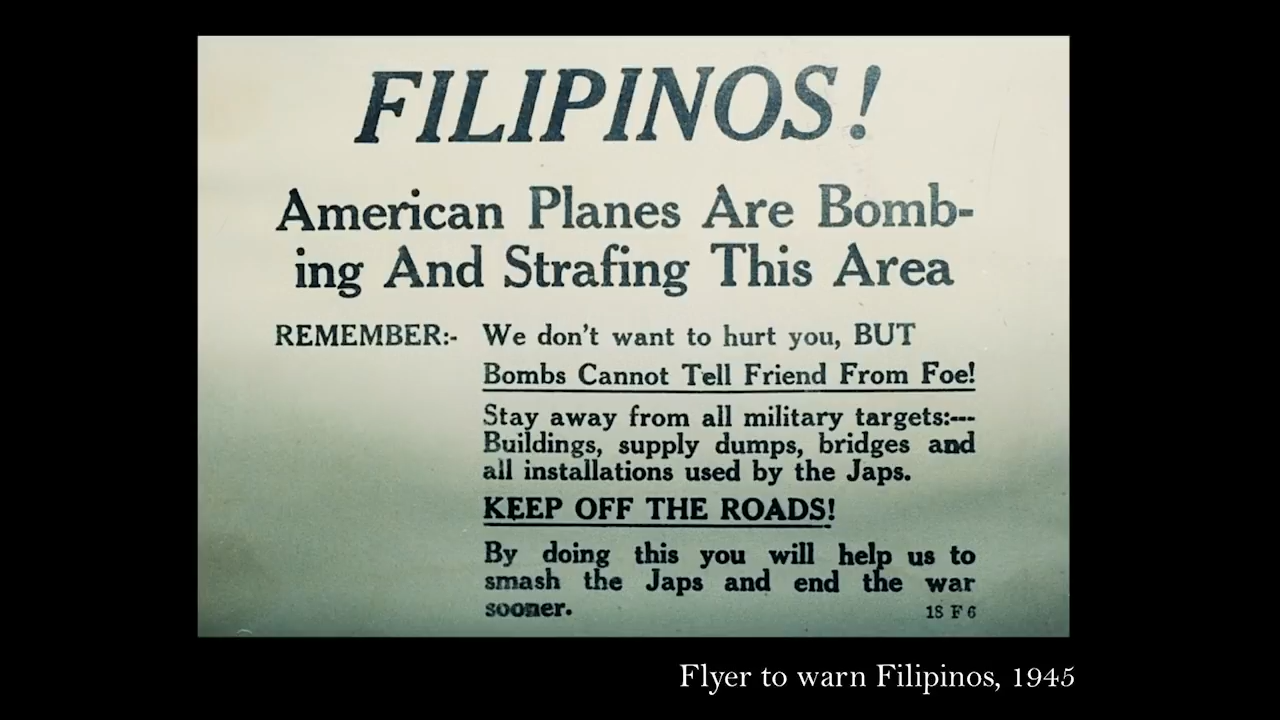 FILIPINOS!
American Planes Are Bomb-
ing And Strafing This Area
REMEMBER:- We don't want to hurt you, BUT
Bombs Cannot Tell Friend From Foe!
Stay away from all military targets:---
Buildings, supply dumps, bridges and
all installations used by the Japs.
KEEP OFF THE ROADS!
By doing this you will help us to
smash the Japs and end the war
sooner. 18 F 6
Flyer to warn Filipinos, 1945